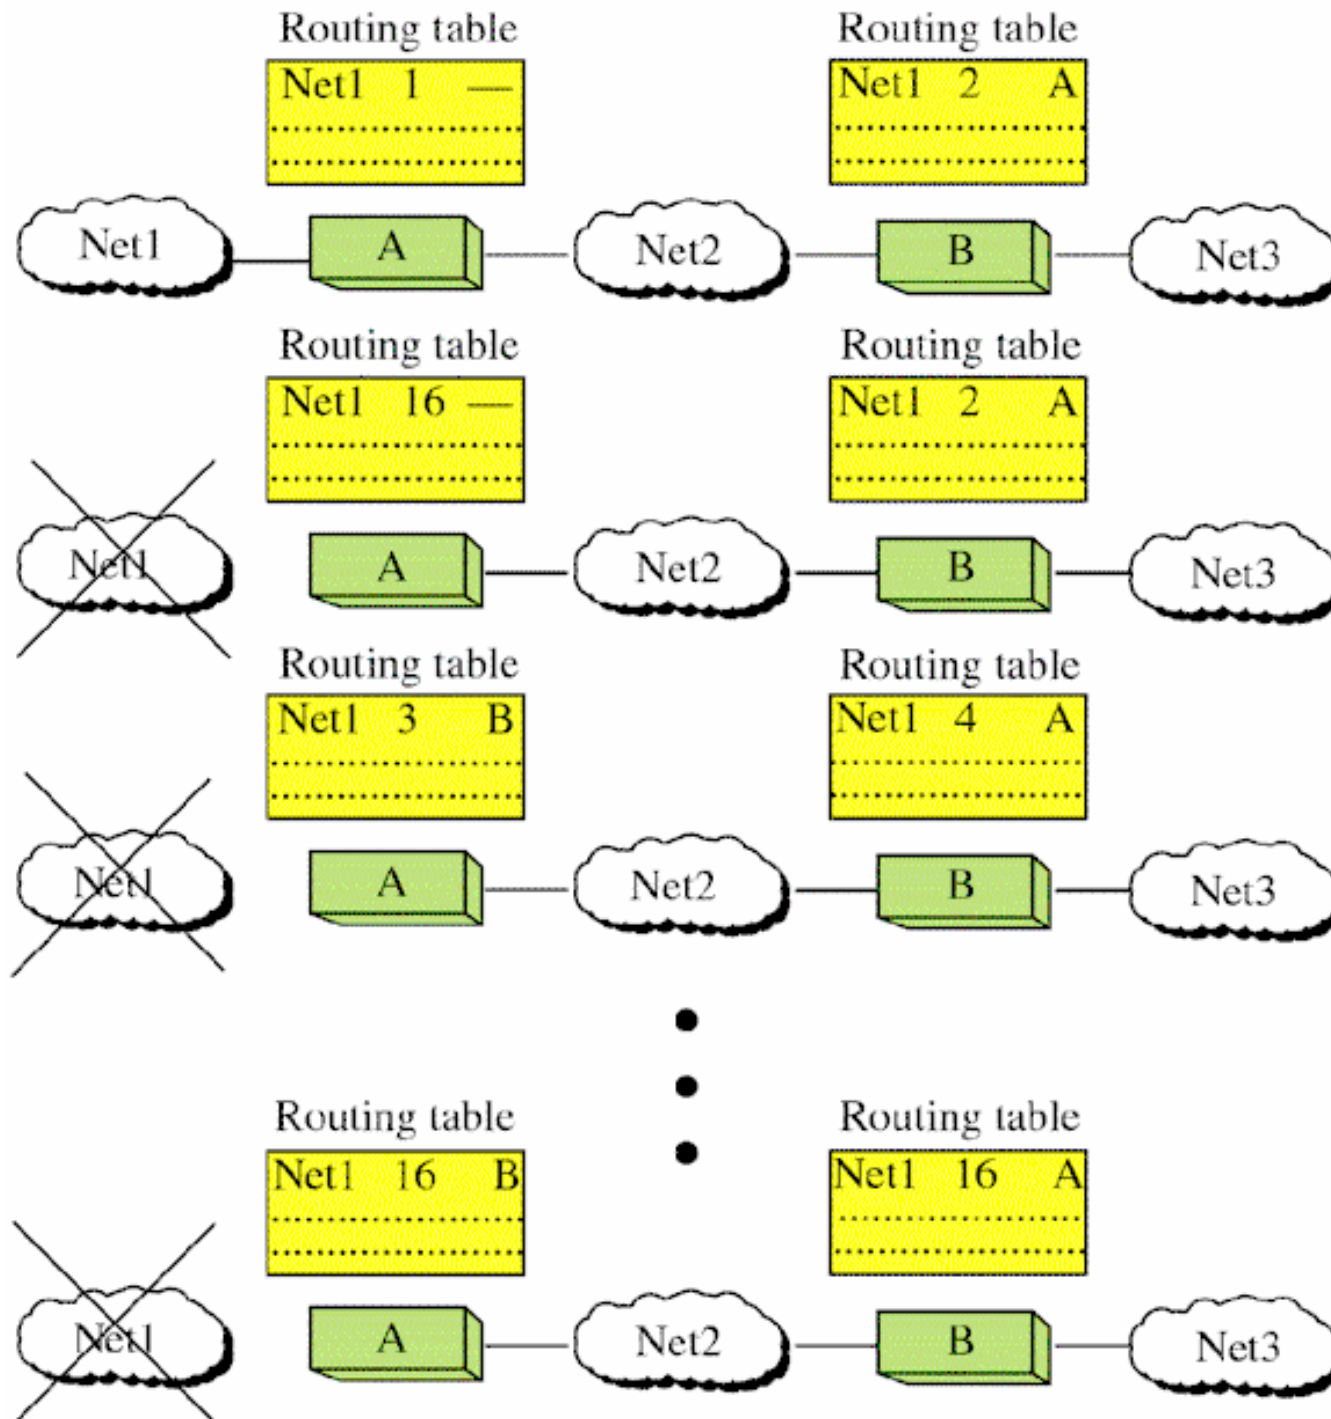 Routing table Routing table
Net1 1 — Net1 2 A
Net1 A Net2 B Net3
Routing table Routing table
Net1 16 — Net1 2 A
Net1 A Net2 B Net3
Routing table Routing table
Net1 3 B Net1 4 A
Net1 A Net2 B Net3
Routing table Routing table
Net1 16 B Net1 16 A
Net1 A Net2 B Net3